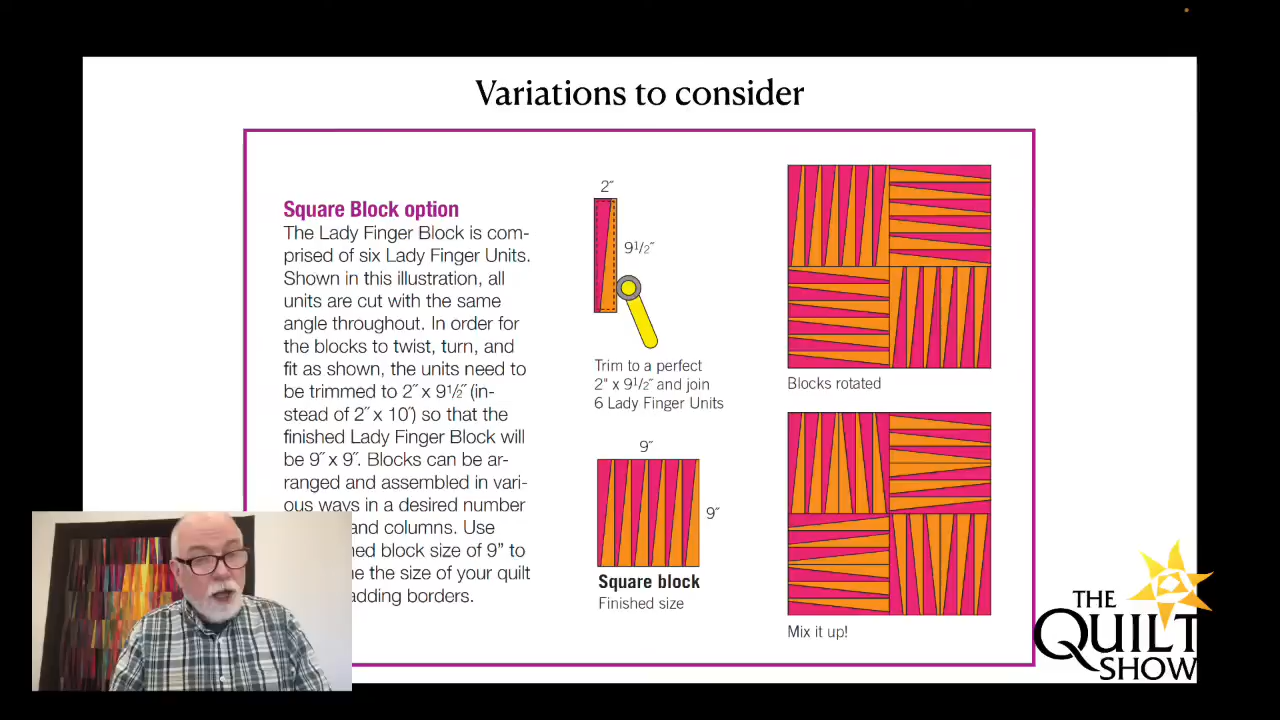 Variations to consider
Square Block option
The Lady Finger Block is com-
prised of six Lady Finger Units.
Shown in this illustration, all
units are cut with the same
angle throughout. In order for
the blocks to twist, turn, and
fit as shown, the units need to
be trimmed to 2˝ x 9½˝ (in-
stead of 2˝ x 10˝) so that the
finished Lady Finger Block will
be 9˝ x 9˝. Blocks can be ar-
ranged and assembled in vari-
ous ways in a desired number
and columns. Use
block size of 9” to
the size of your quilt
adding borders.
2˝
9½˝
Trim to a perfect
2" x 9½˝ and join
6 Lady Finger Units
9˝
9˝
Square block
Finished size
Blocks rotated
Mix it up!
THE
QUILT
SHOW